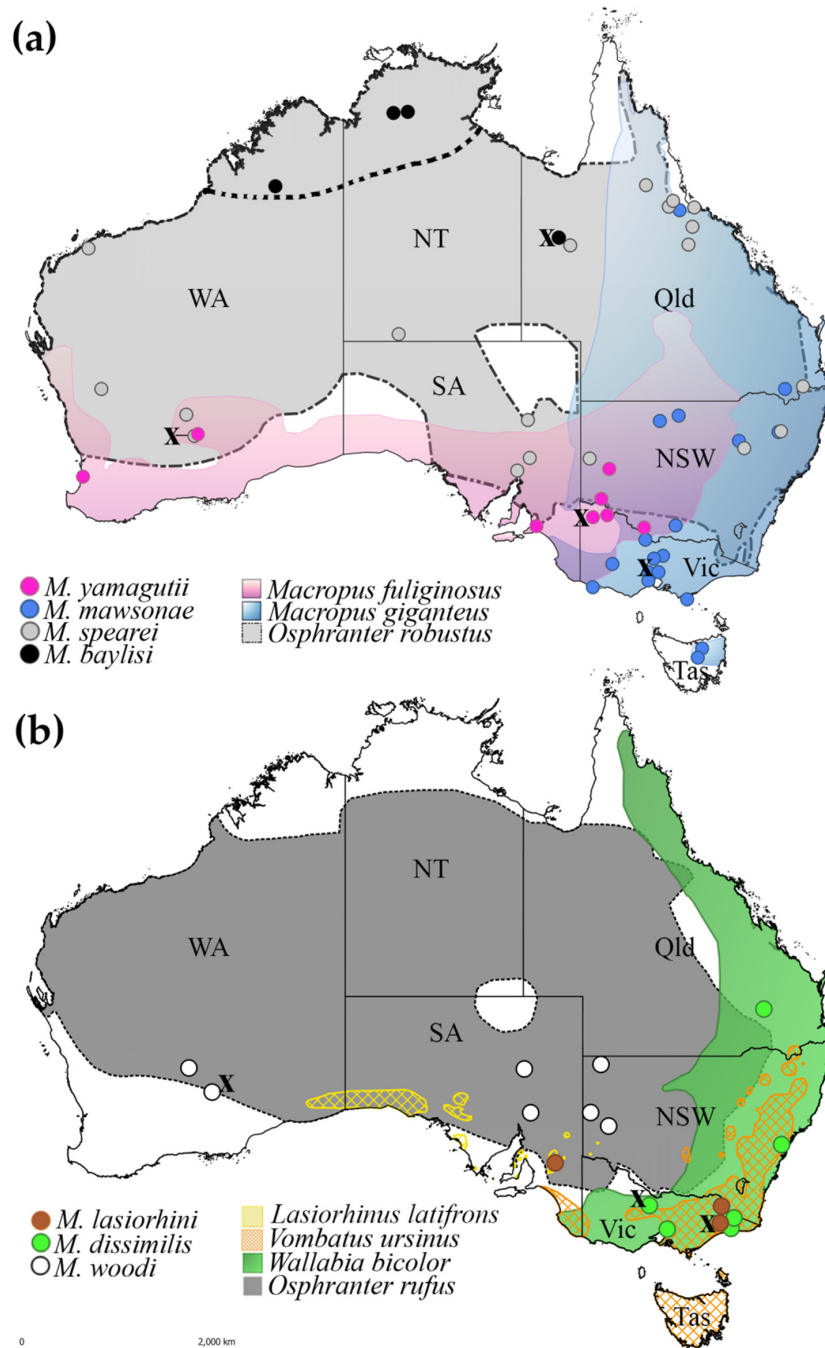 (a)
NT
X
WA
Qld
SA
X
NSW
X
X
Vic
Tas
M. yamagutii
M. mawsonae
M. spearei
M. baylisi
Macropus fuliginosus
Macropus giganteus
Osphranter robustus
(b)
NT
WA
Qld
SA
X
NSW
X
X
Vic
Tas
M. lasiorhini
M. dissimilis
M. woodi
Lasiorhinus latifrons
Vombatus ursinus
Wallabia bicolor
Osphranter rufus
0 2,000 km